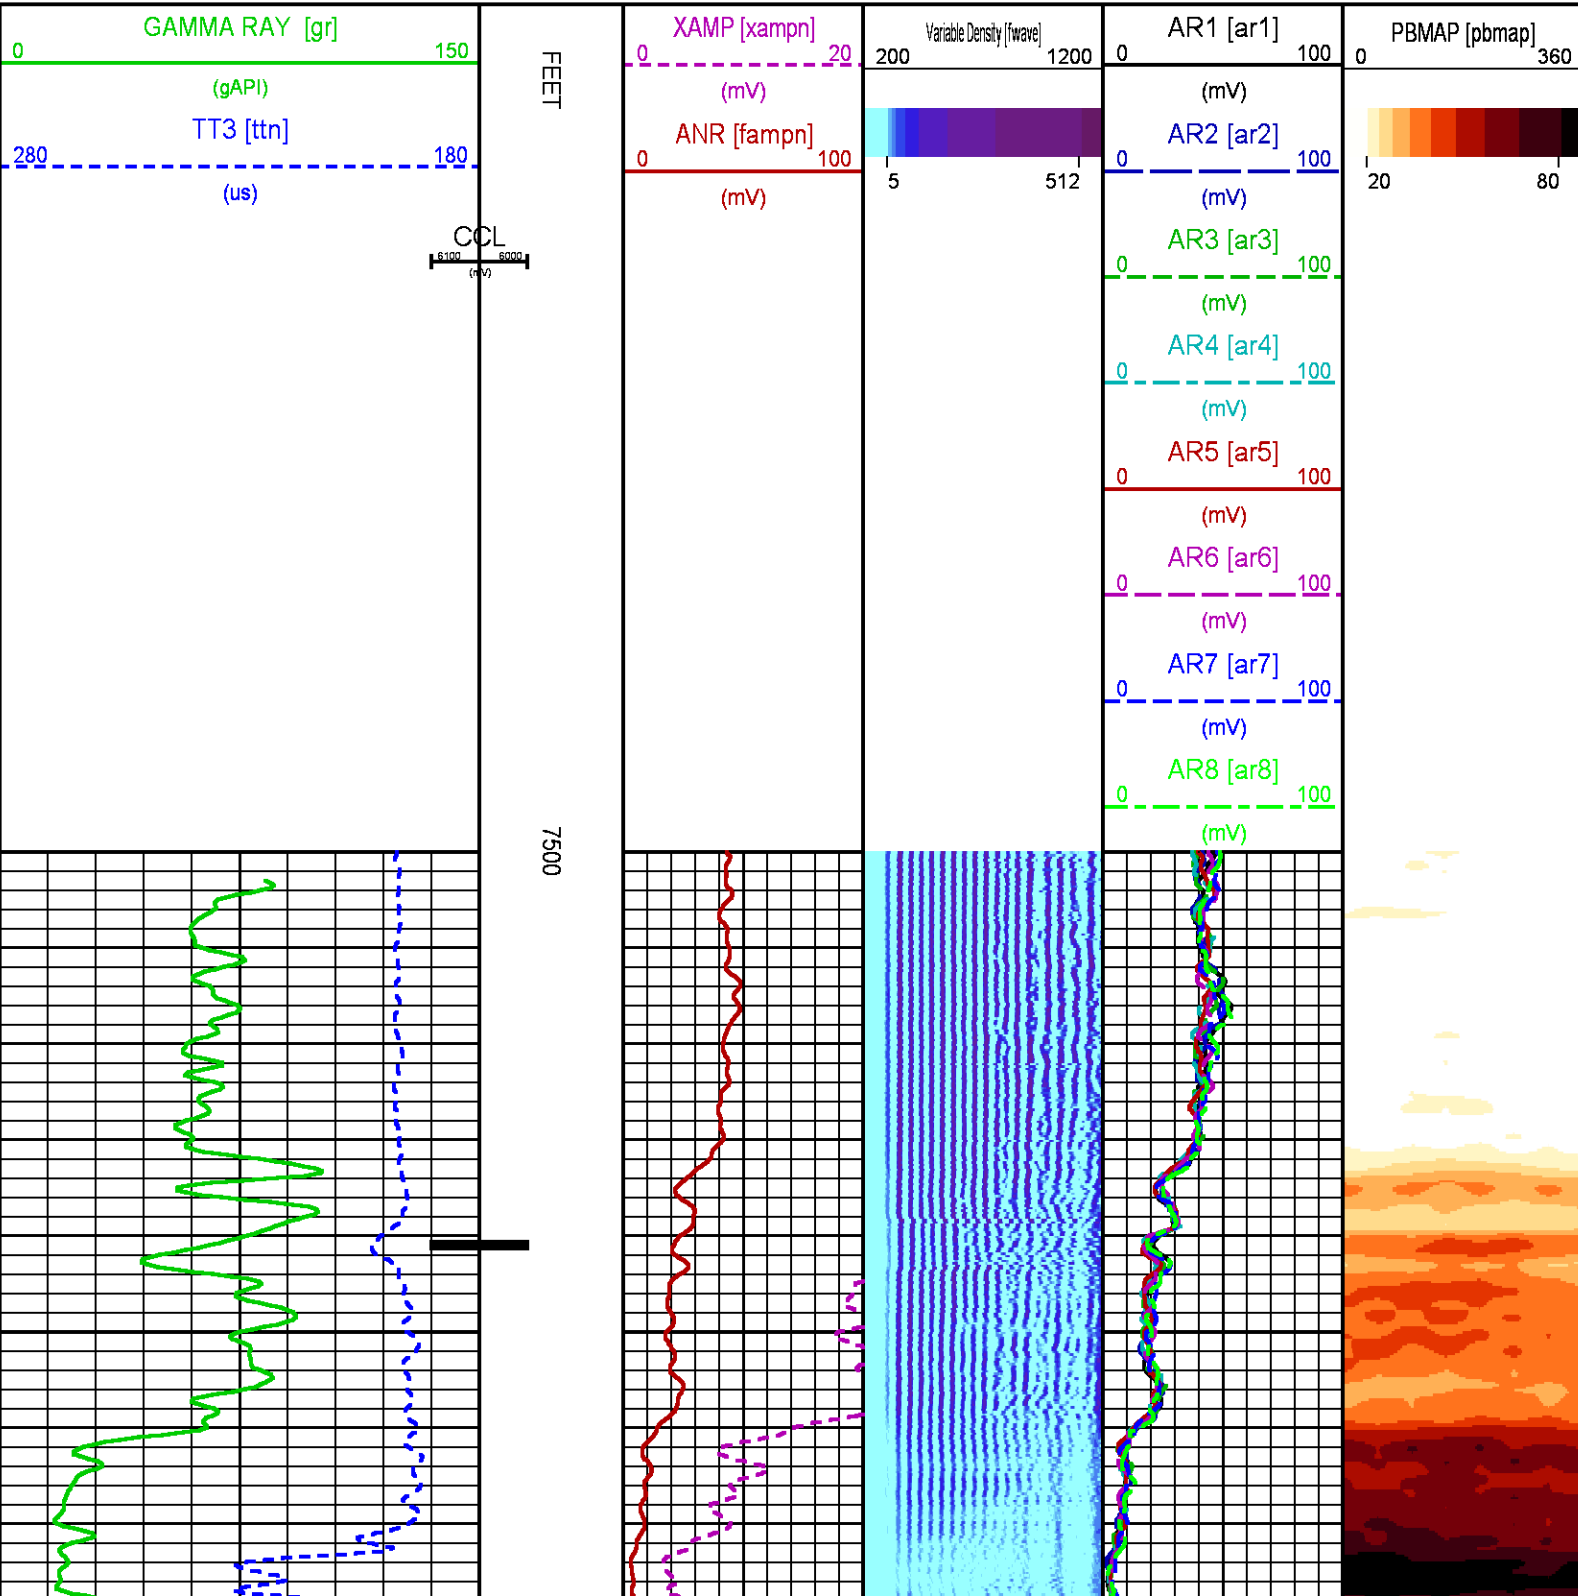 GAMMA RAY [gr]
0 150
(gAPI)
TT3 [ttn]
280 180
(us)
CCL
6100 6000
(mV)
FEET
7500
XAMP [xampn]
0 20
(mV)
ANR [fampn]
0 100
(mV)
Variable Density [fwave]
200 1200
5 512
AR1 [ar1]
0 100
(mV)
AR2 [ar2]
0 100
(mV)
AR3 [ar3]
0 100
(mV)
AR4 [ar4]
0 100
(mV)
AR5 [ar5]
0 100
(mV)
AR6 [ar6]
0 100
(mV)
AR7 [ar7]
0 100
(mV)
AR8 [ar8]
0 100
(mV)
PBMAP [pbmap]
0 360
20 80